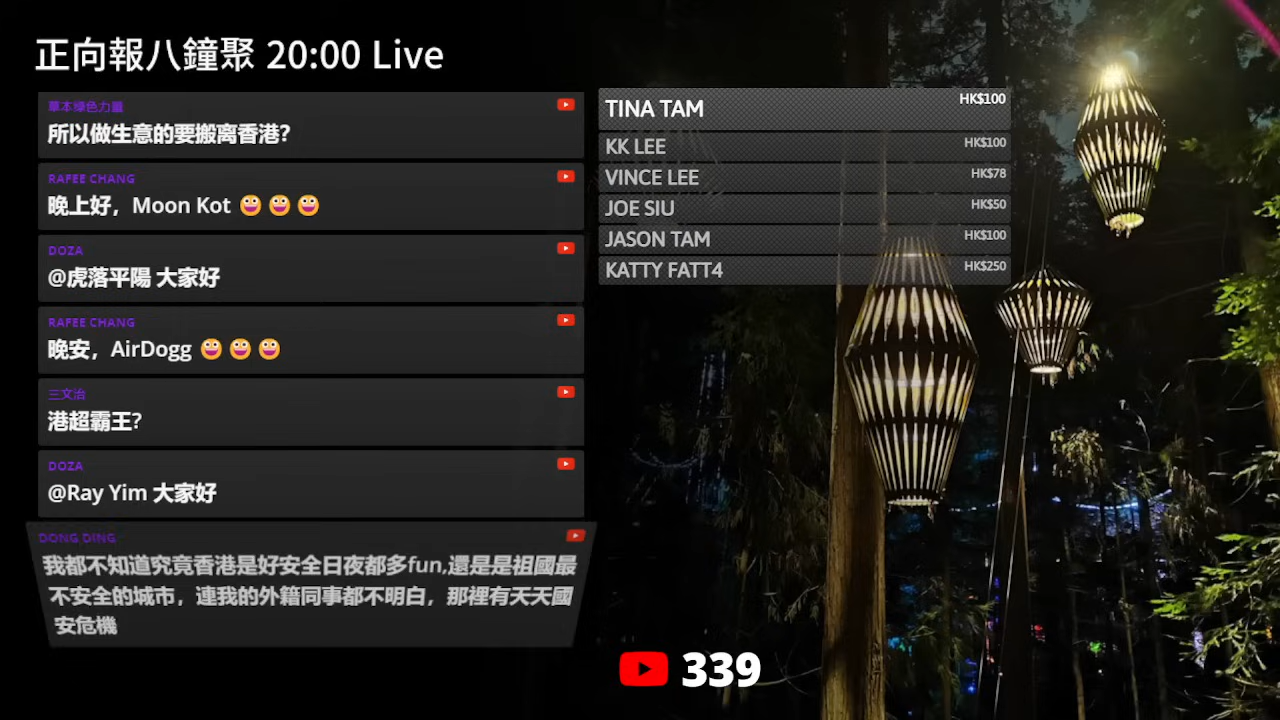 正向報八鐘聚 20:00 Live
草本綠色力量
所以做生意的要搬离香港?
RAFEE CHANG
晚上好，Moon Kot
DOZA
@虎落平陽 大家好
RAFEE CHANG
晚安，AirDogg
三文治
港超霸王?
DOZA
@Ray Yim 大家好
DONG DING
我都不知道究竟香港是好安全日夜都多fun,還是是祖國最
不安全的城市，連我的外籍同事都不明白，那裡有天天國
安危機
TINA TAM HK$100
KK LEE HK$100
VINCE LEE HK$78
JOE SIU HK$50
JASON TAM HK$100
KATTY FATT4 HK$250
339